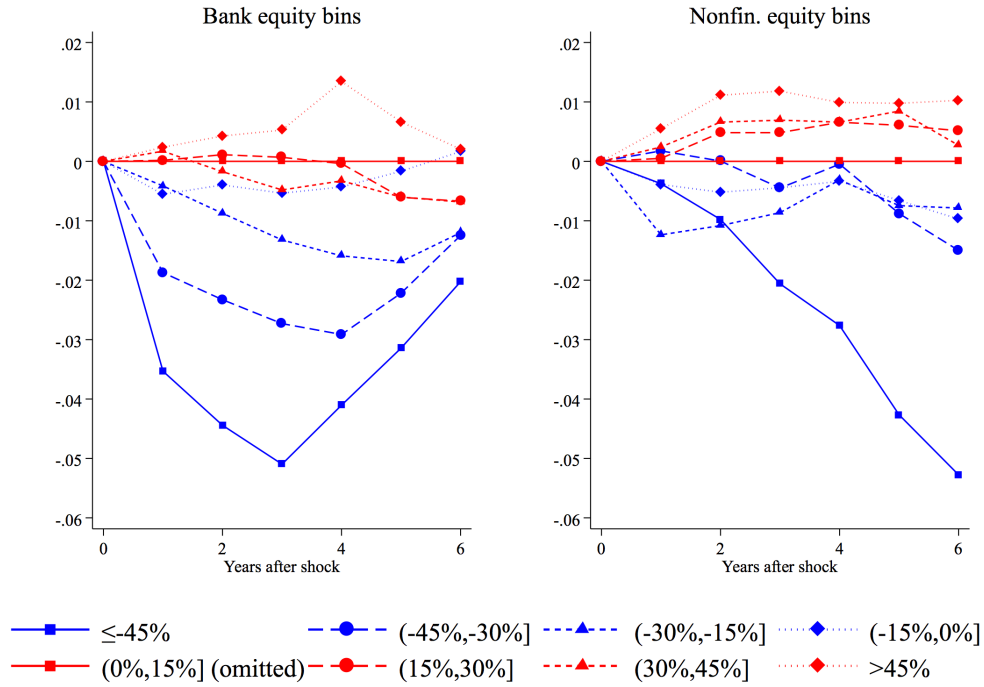 Bank equity bins
.02
.01
0
-.01
-.02
-.03
-.04
-.05
-.06
0 2 4 6
Years after shock
Nonfin. equity bins
.02
.01
0
-.01
-.02
-.03
-.04
-.05
-.06
0 2 4 6
Years after shock
≤-45% (-45%,-30%] (-30%,-15%] (-15%,0%]
(0%,15%] (omitted) (15%,30%] (30%,45%] >45%